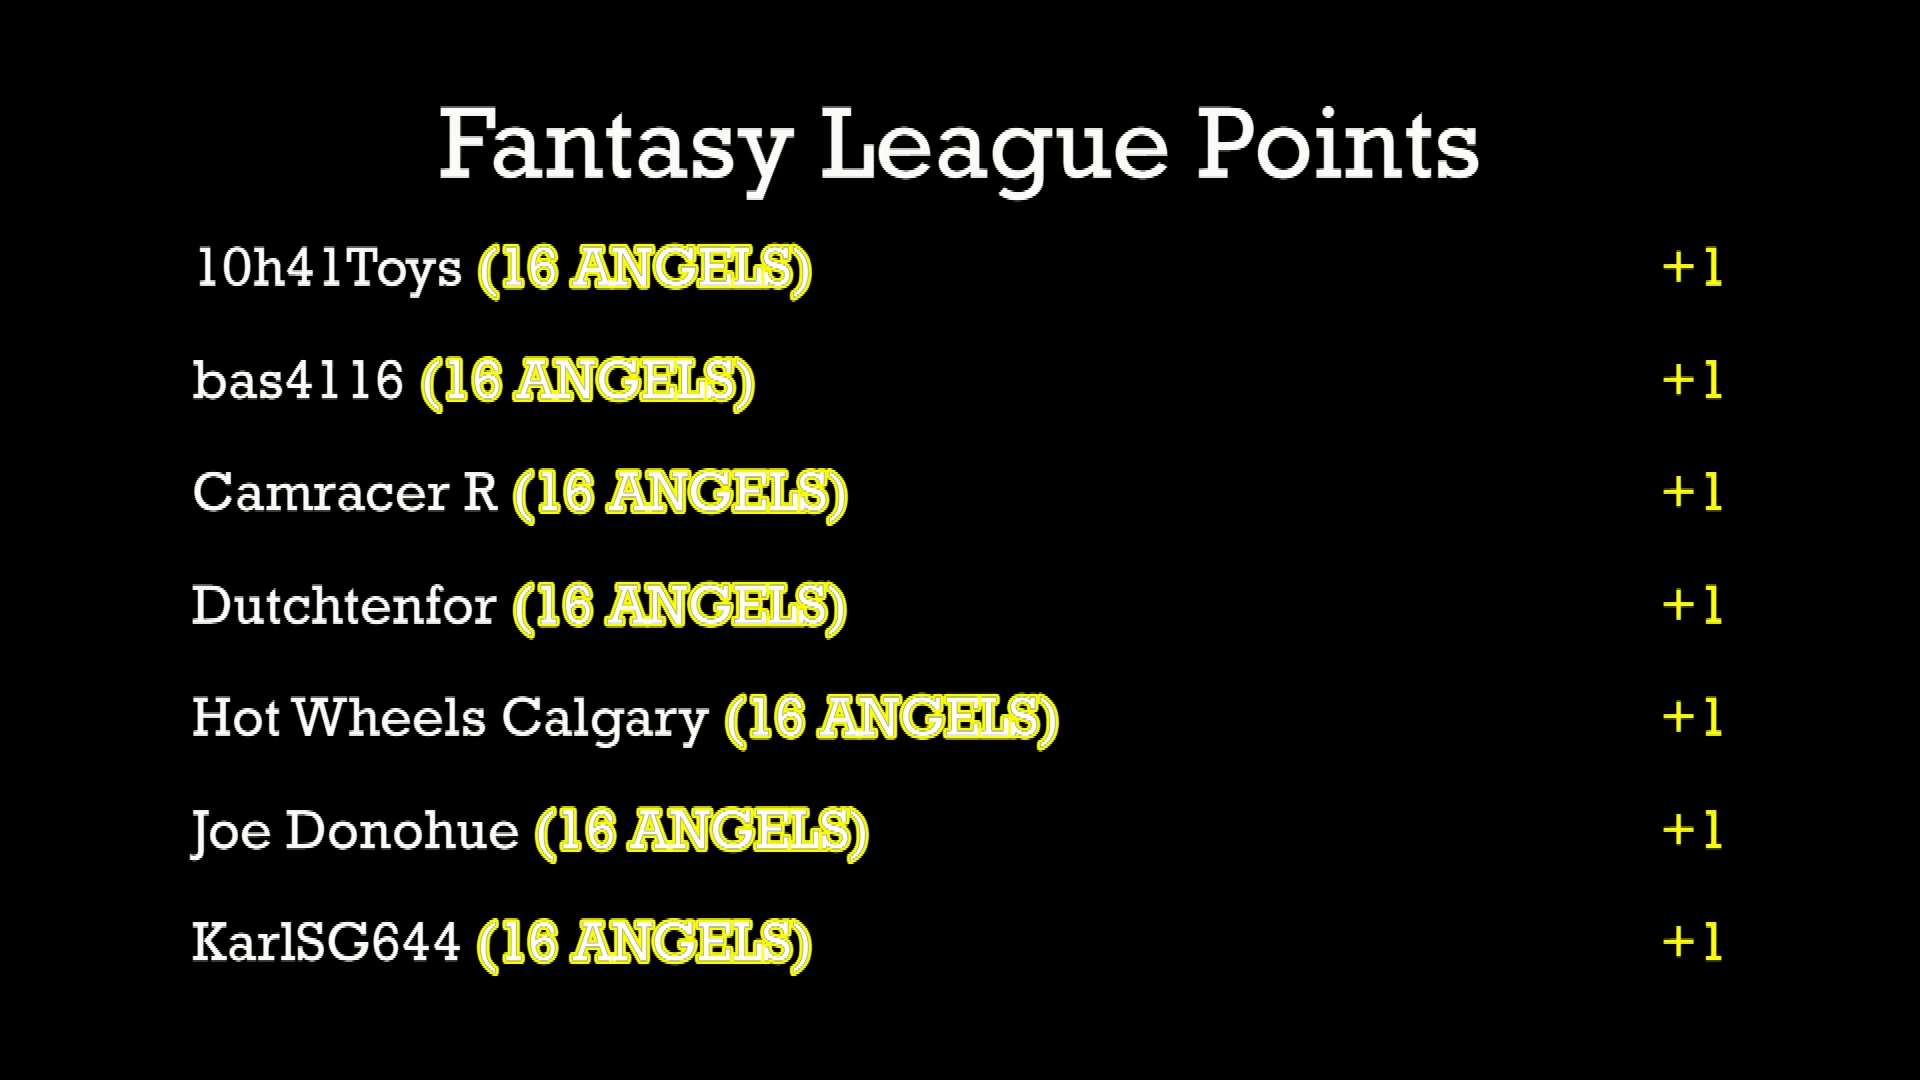 Fantasy League Points
10h41Toys (16 ANGELS) +1
bas4116 (16 ANGELS) +1
Camracer R (16 ANGELS) +1
Dutchtenfor (16 ANGELS) +1
Hot Wheels Calgary (16 ANGELS) +1
Joe Donohue (16 ANGELS) +1
KarlSG644 (16 ANGELS) +1